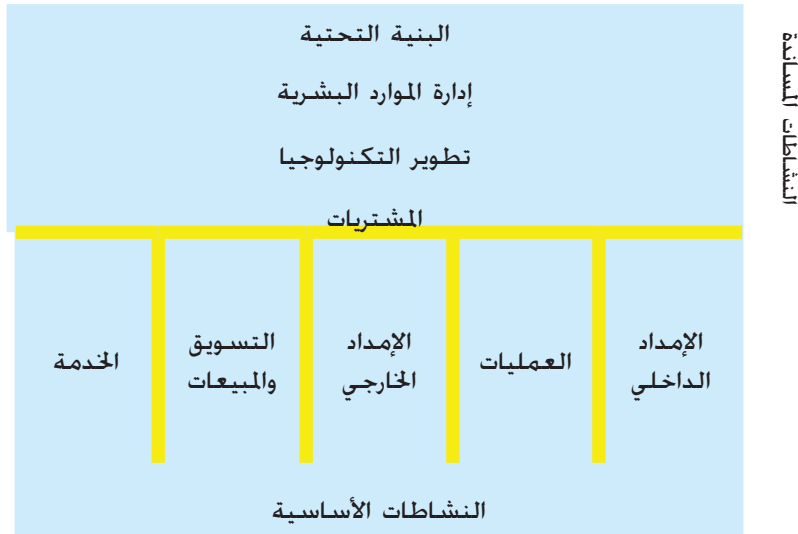 البنية التحتية
إدارة الموارد البشرية
تطوير التكنولوجيا
المشتريات
النشاطات المساندة
الإمداد
الداخلي
العمليات
الإمداد
الخارجي
التسويق
والمبيعات
الخدمة
النشاطات الأساسية